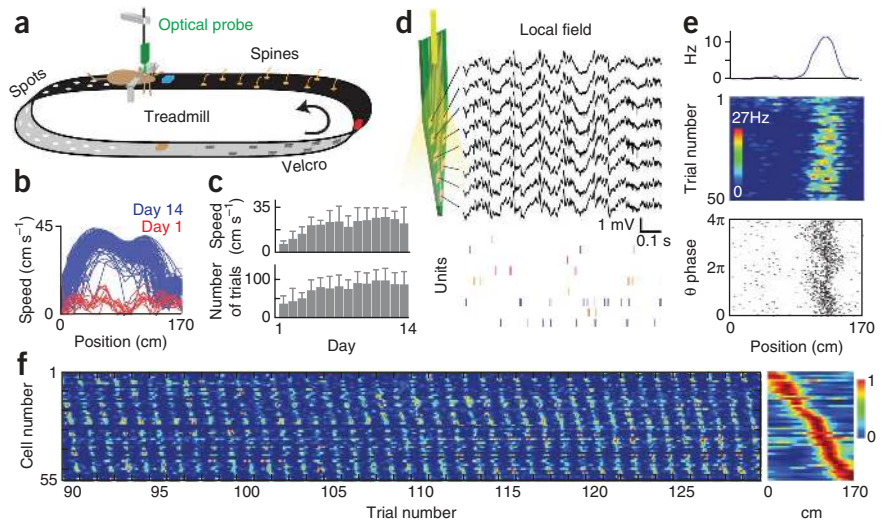 a
Optical probe
Spines
Spots
Treadmill
Velcro
b
45
Day 14
Day 1
Speed (cm s⁻¹)
0
0
170
Position (cm)
c
35
Speed
(cm s⁻¹)
0
100
Number
of trials
0
1
14
Day
d
Local field
1 mV
0.1 s
Units
e
Hz
10
0
1
27Hz
0
Trial number
50
4π
2π
0
θ phase
0
170
Position (cm)
f
1
Cell number
55
90
95
100
105
110
115
120
125
Trial number
1
0
0
170
cm